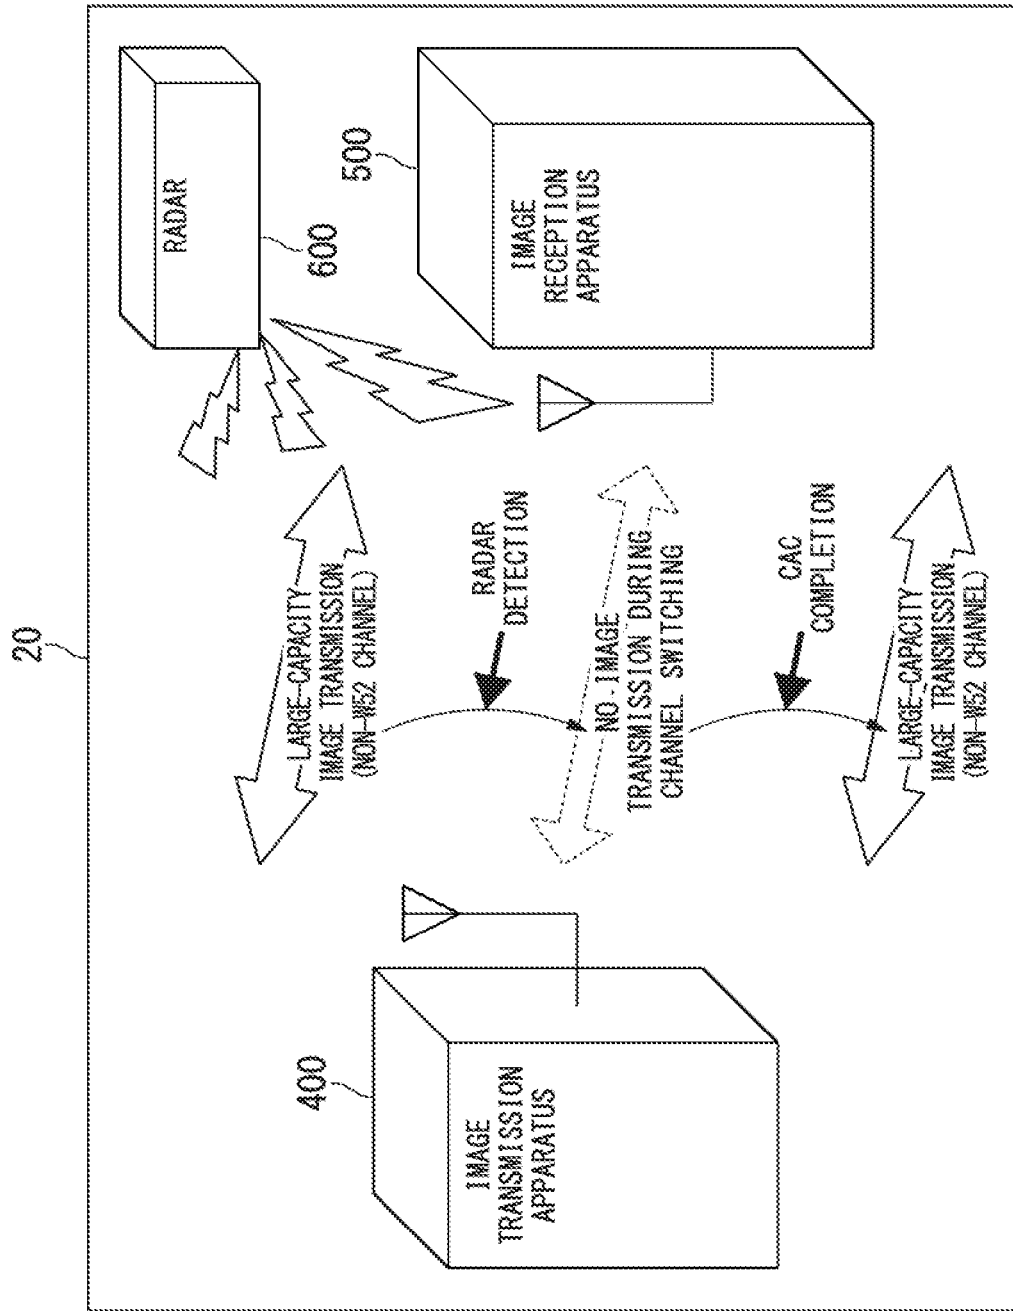 20
RADAR
600
500
IMAGE
RECEPTION
APPARATUS
LARGE-CAPACITY
IMAGE TRANSMISSION
(NON-W52 CHANNEL)
RADAR
DETECTION
NO IMAGE
TRANSMISSION DURING
CHANNEL SWITCHING
CAC
COMPLETION
LARGE-CAPACITY
IMAGE TRANSMISSION
(NON-W52 CHANNEL)
400
IMAGE
TRANSMISSION
APPARATUS